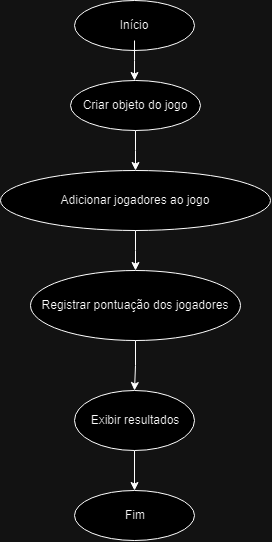 Início
Criar objeto do jogo
Adicionar jogadores ao jogo
Registrar pontuação dos jogadores
Exibir resultados
Fim